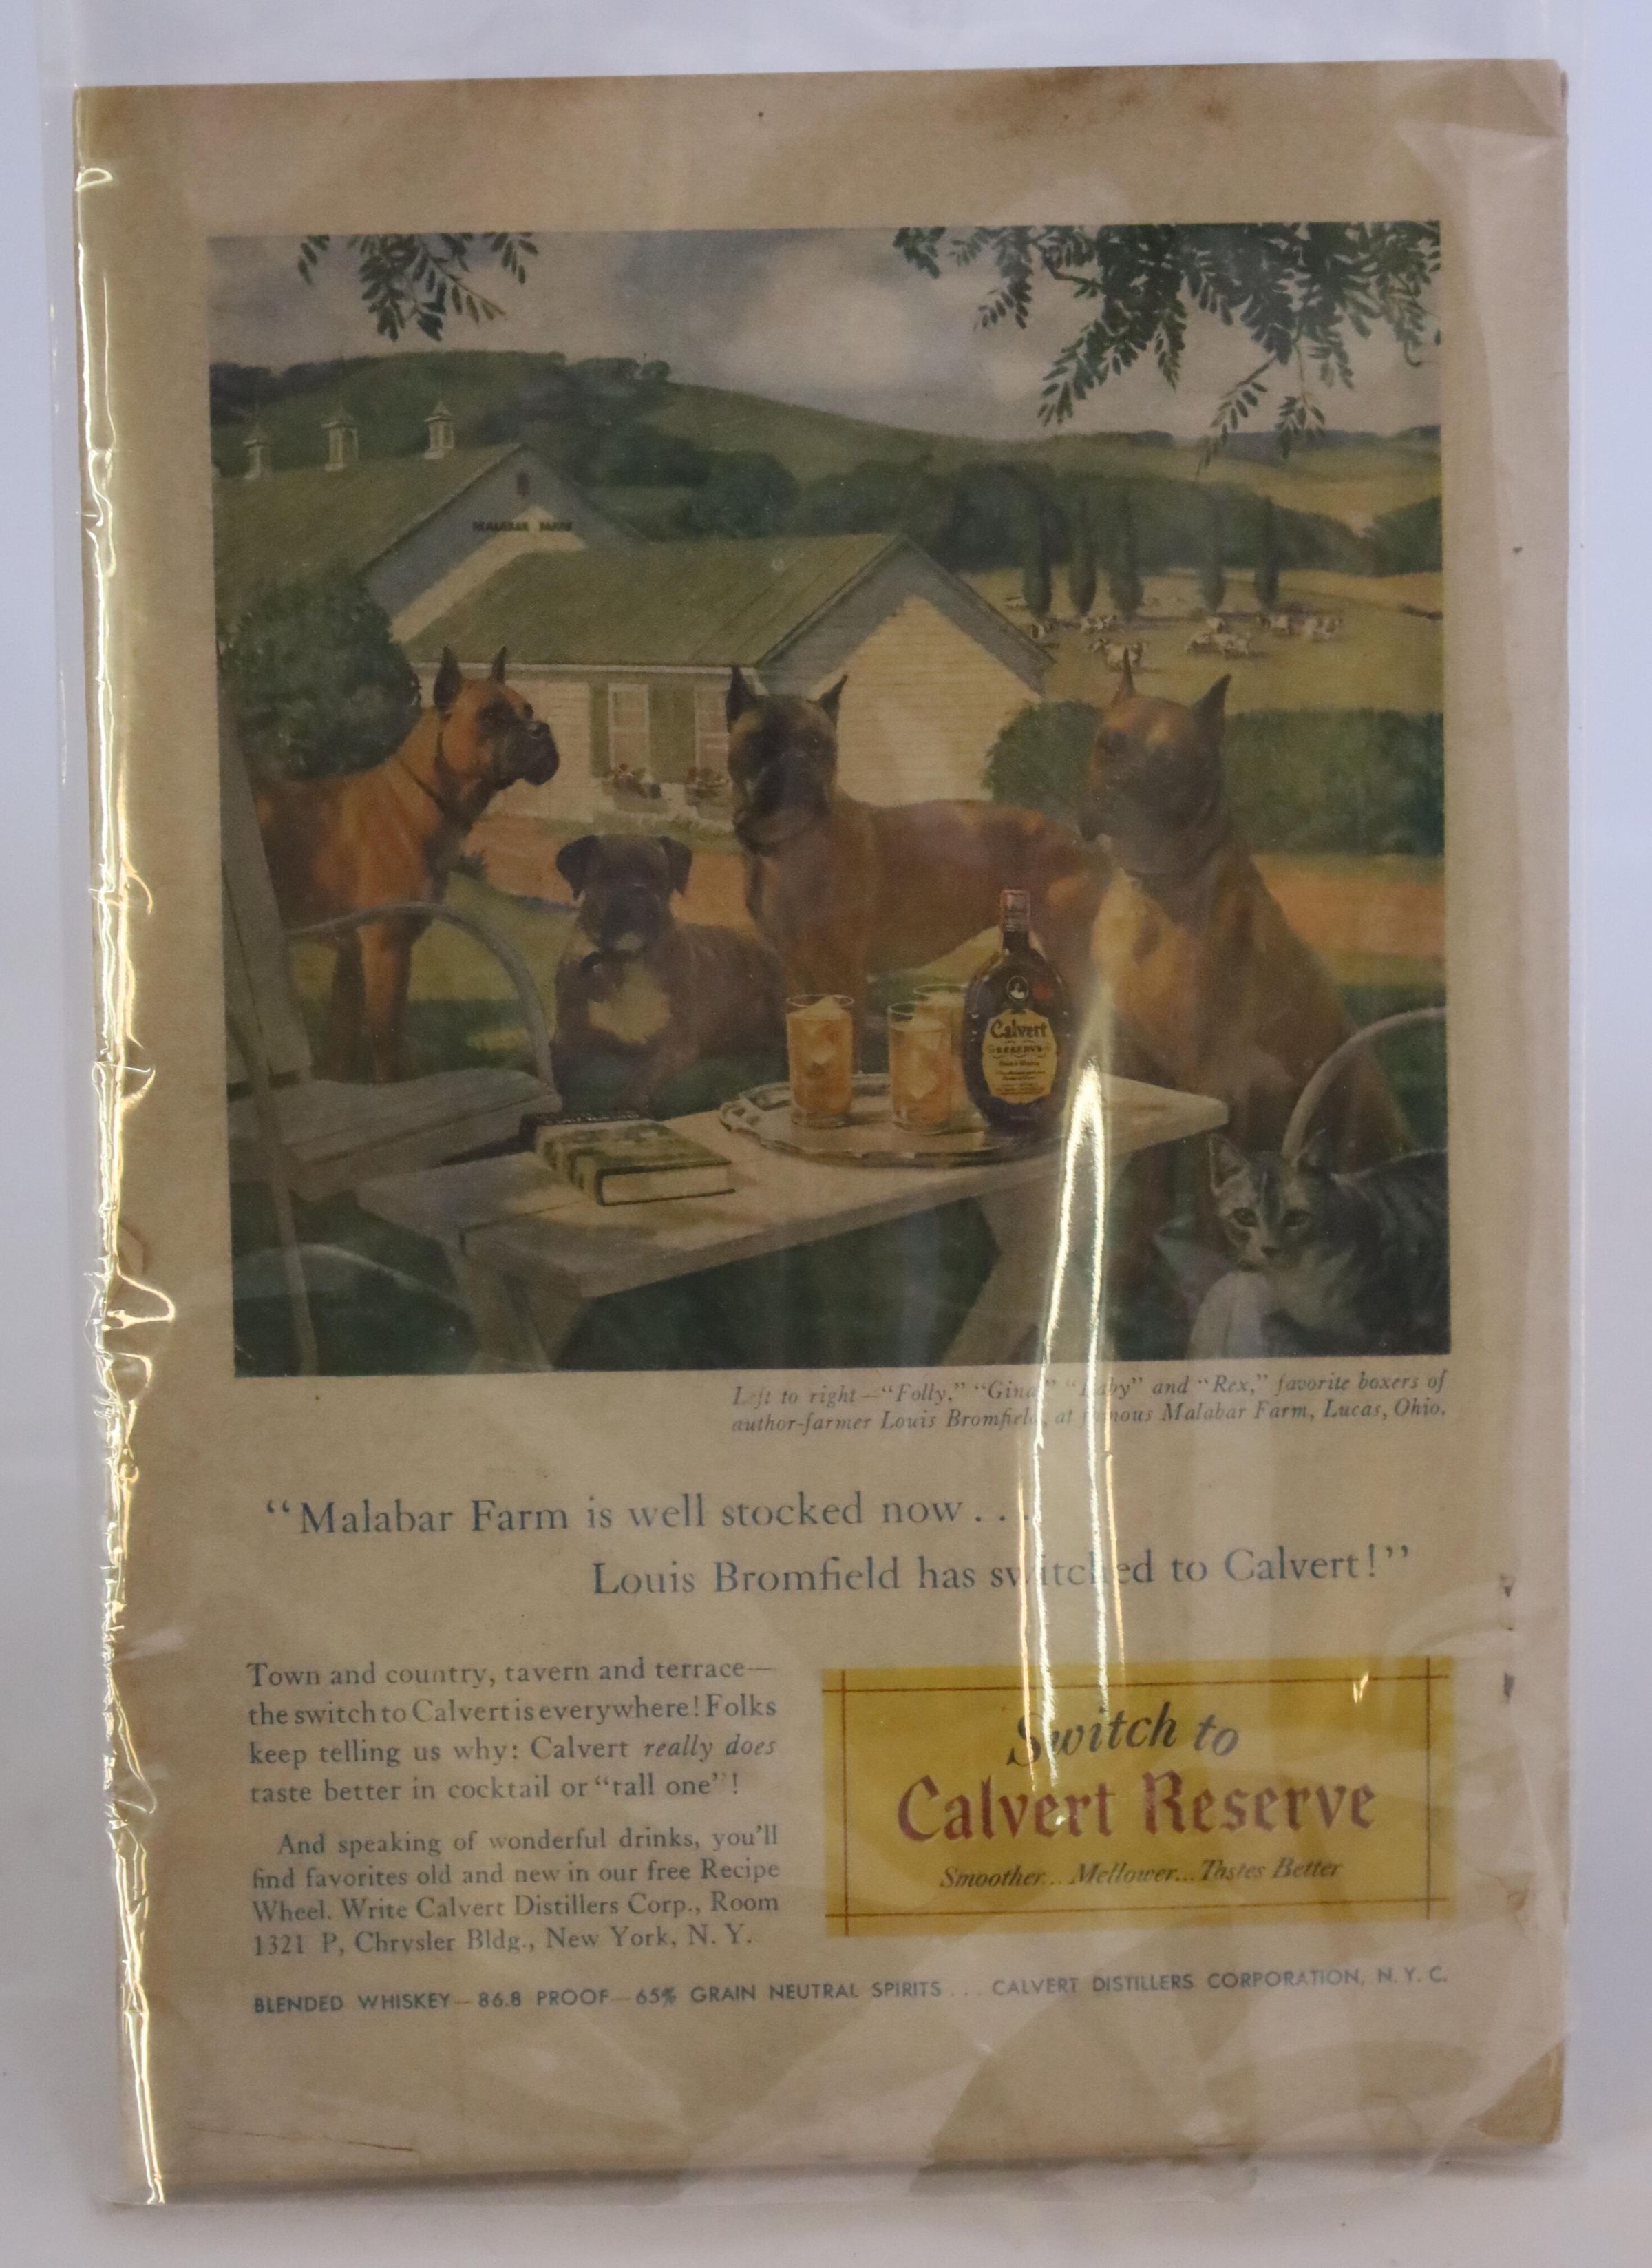 MALABAR FARM
Calvert
RESERVE
Left to right—"Folly," "Gina," "Baby" and "Rex," favorite boxers of
author-farmer Louis Bromfield, at famous Malabar Farm, Lucas, Ohio.
"Malabar Farm is well stocked now...
Louis Bromfield has switched to Calvert!"
Town and country, tavern and terrace—
the switch to Calvert is everywhere! Folks
keep telling us why: Calvert really does
taste better in cocktail or "tall one"!
And speaking of wonderful drinks, you'll
find favorites old and new in our free Recipe
Wheel. Write Calvert Distillers Corp., Room
1321 P, Chrysler Bldg., New York, N. Y.
Switch to
Calvert Reserve
Smoother...Mellower...Tastes Better
BLENDED WHISKEY—86.8 PROOF—65% GRAIN NEUTRAL SPIRITS...CALVERT DISTILLERS CORPORATION, N. Y. C.